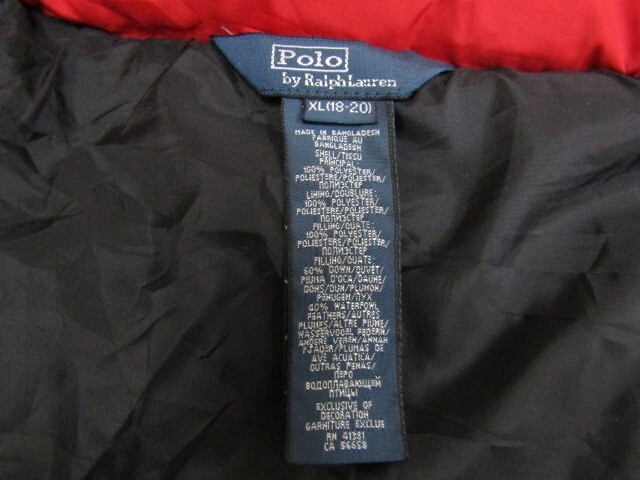 Polo
by Ralph Lauren
XL(18-20)
MADE IN BANGLADESH
FABRIQUE AU
BANGLADESH
SHELL/TISSU
PRINCIPAL:
100% POLYESTER/
POLIESTERE/POLIESTER/
ПОЛИЭСТЕР
LINING/DOUBLURE:
100% POLYESTER/
POLIESTERE/POLIESTER/
ПОЛИЭСТЕР
FILLING/OUATE:
100% POLYESTER/
POLIESTERE/POLIESTER/
ПОЛИЭСТЕР
FILLING/OUATE:
60% DOWN/DUVET/
PIUMA D'OCA/DAUNE/
DONS/DUN/PLUMON/
PENUGEM/ПУХ
40% WATERFOWL
FEATHERS/AUTRES
PLUMES/ALTRE PIUME/
WASSERVOGEL FEDERN/
ANDERE VEREN/ANNAN
FJADER/PLUMAS DE
AVE ACUATICA/
OUTRAS PENAS/
ПЕРО
ВОДОПЛАВАЮЩЕЙ
ПТИЦЫ
EXCLUSIVE OF
DECORATION
GARNITURE EXCLUE
RN 41381
CA 56658